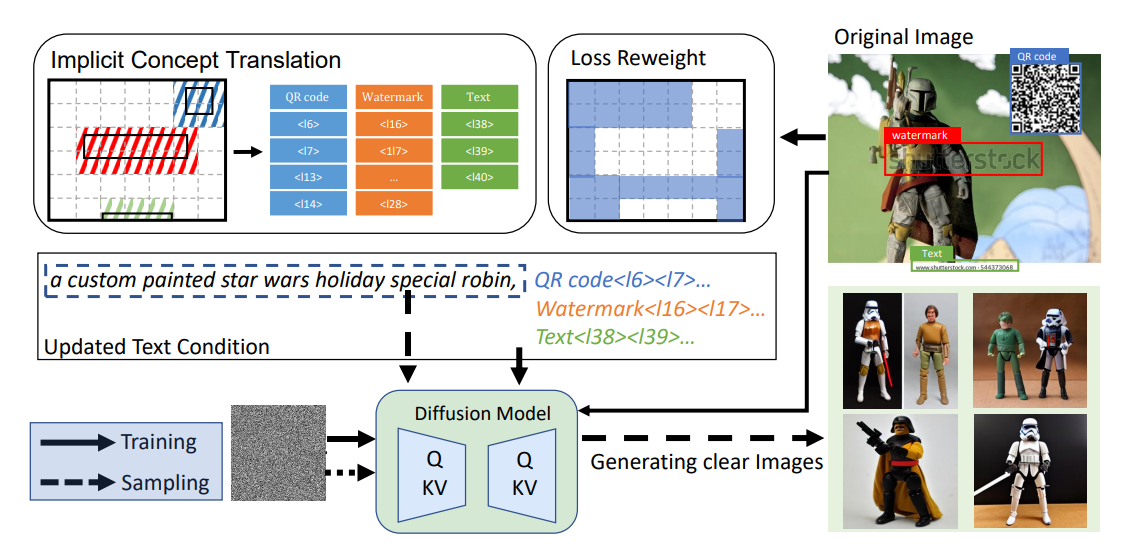 Implicit Concept Translation
QR code
Watermark
Text
<l6>
<l16>
<l38>
<l7>
<1l7>
<l39>
<l13>
...
<l40>
<l14>
<l28>
Loss Reweight
Original Image
QR code
watermark
shutterstock
Text
www.shutterstock.com · 544373068
a custom painted star wars holiday special robin,
QR code<l6><l7>...
Watermark<l16><l17>...
Text<l38><l39>...
Updated Text Condition
Training
Sampling
Diffusion Model
Q
KV
Q
KV
Generating clear Images